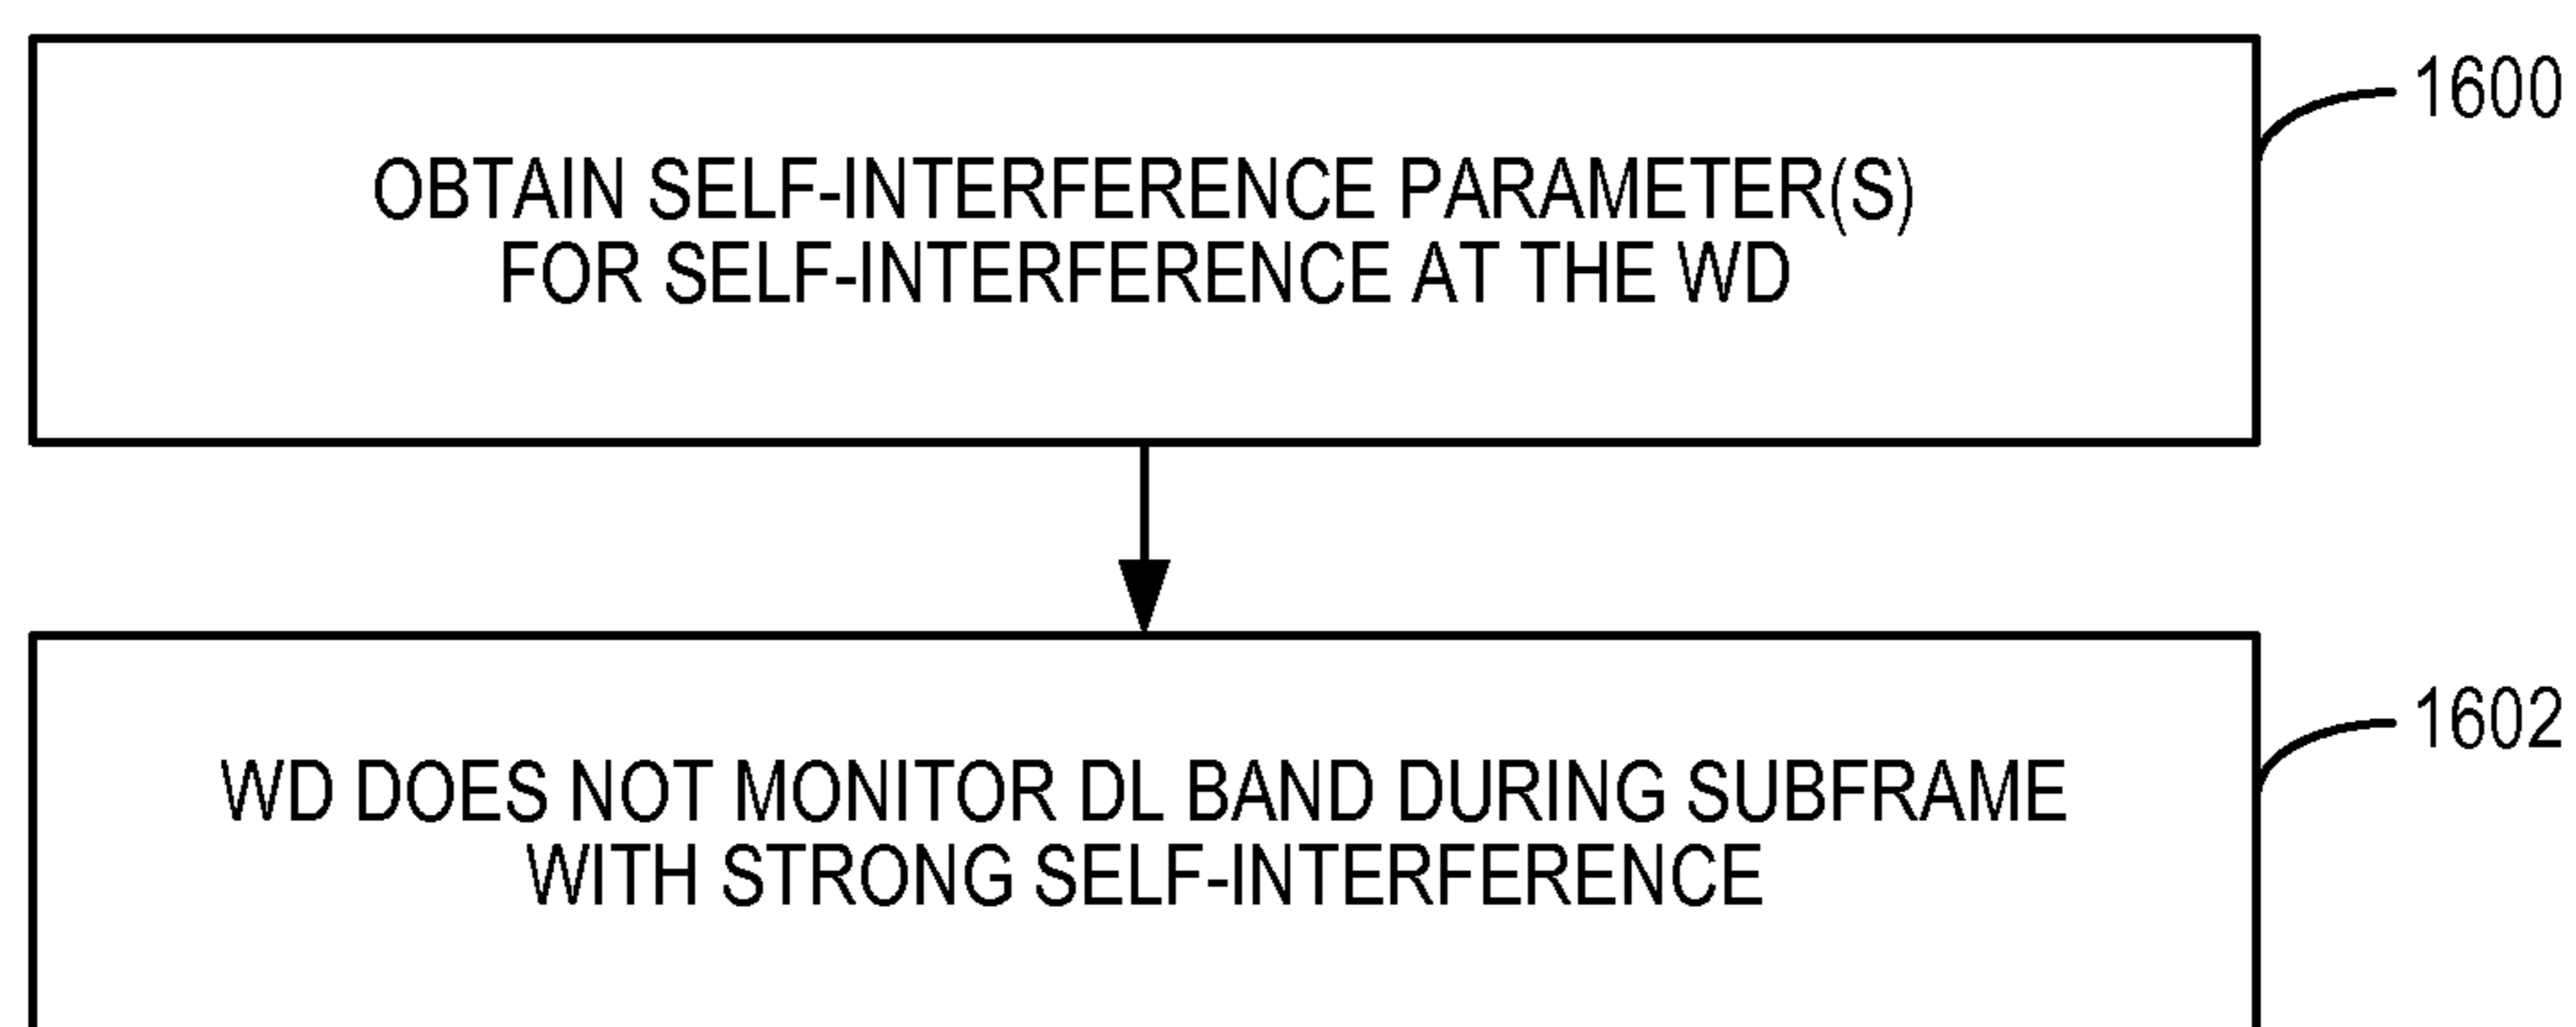 1600
OBTAIN SELF-INTERFERENCE PARAMETER(S)
FOR SELF-INTERFERENCE AT THE WD
1602
WD DOES NOT MONITOR DL BAND DURING SUBFRAME
WITH STRONG SELF-INTERFERENCE